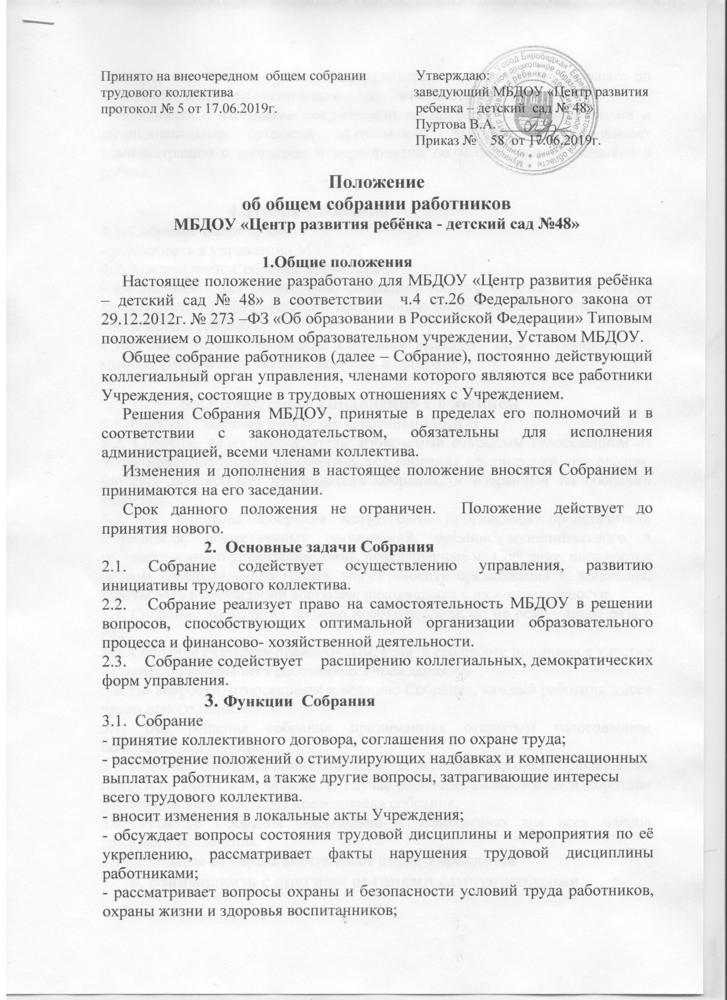 Принято на внеочередном общем собрании
трудового коллектива
протокол № 5 от 17.06.2019г.
Утверждаю:
заведующий МБДОУ «Центр развития
ребенка – детский сад № 48»
Пуртова В.А.
Приказ № 58 от 17.06.2019г.
Положение
об общем собрании работников
МБДОУ «Центр развития ребёнка - детский сад №48»
1.Общие положения
Настоящее положение разработано для МБДОУ «Центр развития ребёнка
– детский сад № 48» в соответствии ч.4 ст.26 Федерального закона от
29.12.2012г. № 273 –ФЗ «Об образовании в Российской Федерации» Типовым
положением о дошкольном образовательном учреждении, Уставом МБДОУ.
Общее собрание работников (далее – Собрание), постоянно действующий
коллегиальный орган управления, членами которого являются все работники
Учреждения, состоящие в трудовых отношениях с Учреждением.
Решения Собрания МБДОУ, принятые в пределах его полномочий и в
соответствии с законодательством, обязательны для исполнения
администрацией, всеми членами коллектива.
Изменения и дополнения в настоящее положение вносятся Собранием и
принимаются на его заседании.
Срок данного положения не ограничен. Положение действует до
принятия нового.
2. Основные задачи Собрания
2.1. Собрание содействует осуществлению управления, развитию
инициативы трудового коллектива.
2.2. Собрание реализует право на самостоятельность МБДОУ в решении
вопросов, способствующих оптимальной организации образовательного
процесса и финансово- хозяйственной деятельности.
2.3. Собрание содействует расширению коллегиальных, демократических
форм управления.
3. Функции Собрания
3.1. Собрание
- принятие коллективного договора, соглашения по охране труда;
- рассмотрение положений о стимулирующих надбавках и компенсационных
выплатах работникам, а также другие вопросы, затрагивающие интересы
всего трудового коллектива.
- вносит изменения в локальные акты Учреждения;
- обсуждает вопросы состояния трудовой дисциплины и мероприятия по её
укреплению, рассматривает факты нарушения трудовой дисциплины
работниками;
- рассматривает вопросы охраны и безопасности условий труда работников,
охраны жизни и здоровья воспитанников;